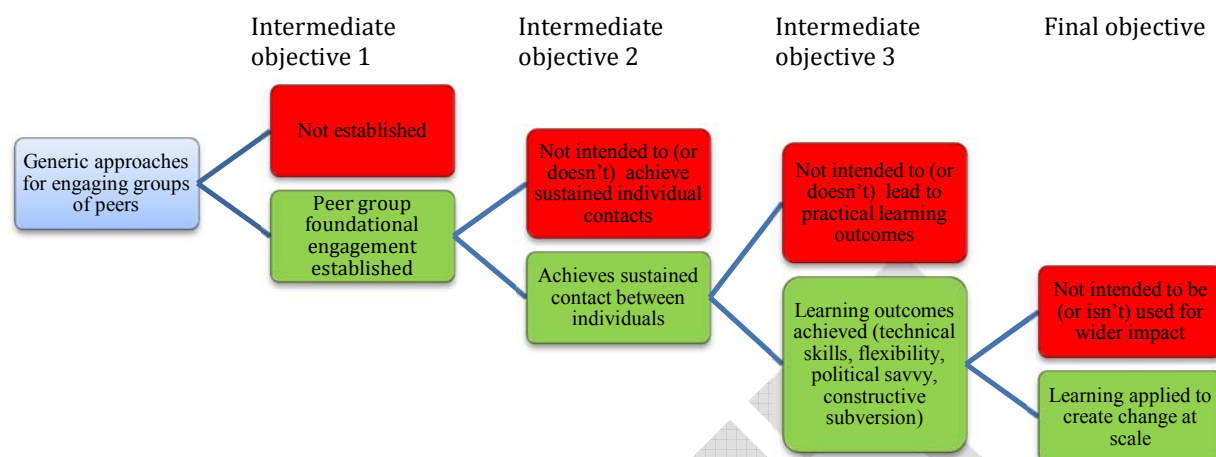 Intermediate
objective 1
Intermediate
objective 2
Intermediate
objective 3
Final objective
Generic approaches
for engaging groups
of peers
Not established
Peer group
foundational
engagement
established
Not intended to (or
doesn’t)  achieve
sustained individual
contacts
Achieves sustained
contact between
individuals
Not intended to (or
doesn’t)  lead to
practical learning
outcomes
Learning outcomes
achieved (technical
skills, flexibility,
political savvy,
constructive
subversion)
Not intended to be
(or isn’t) used for
wider impact
Learning applied to
create change at
scale